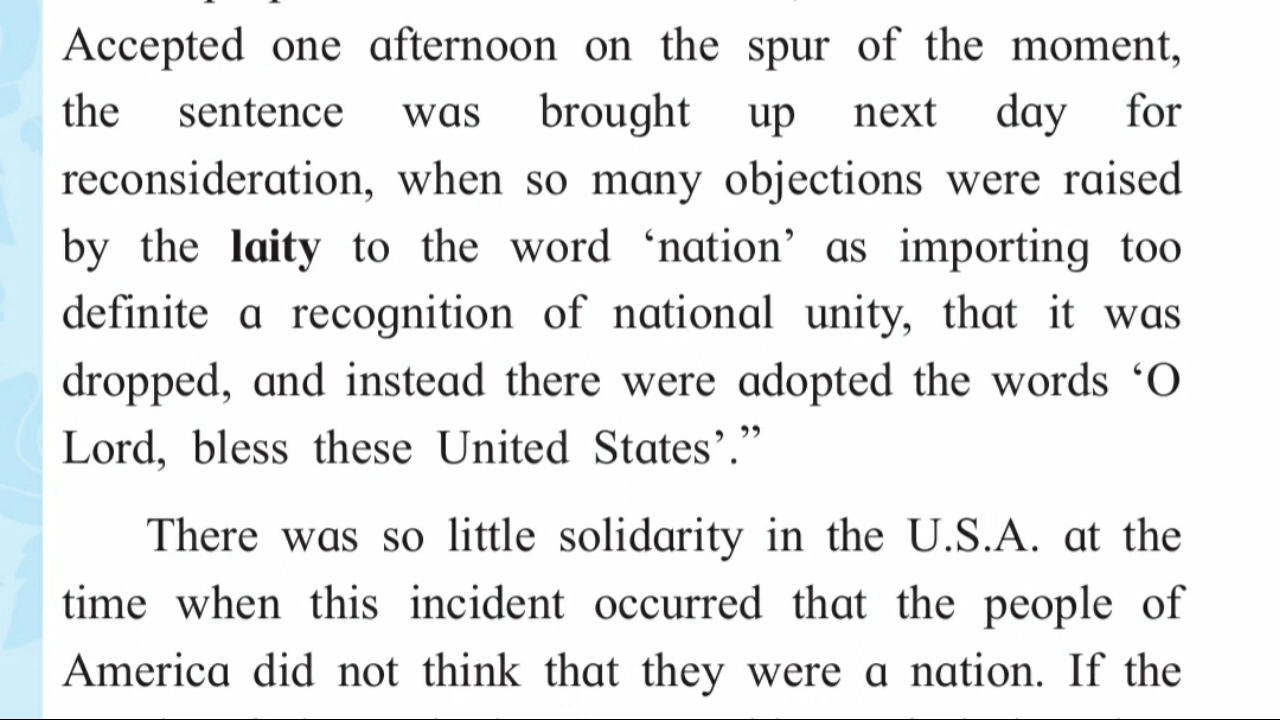 Accepted one afternoon on the spur of the moment,
the sentence was brought up next day for
reconsideration, when so many objections were raised
by the laity to the word ‘nation’ as importing too
definite a recognition of national unity, that it was
dropped, and instead there were adopted the words ‘O
Lord, bless these United States’.”
There was so little solidarity in the U.S.A. at the
time when this incident occurred that the people of
America did not think that they were a nation. If the